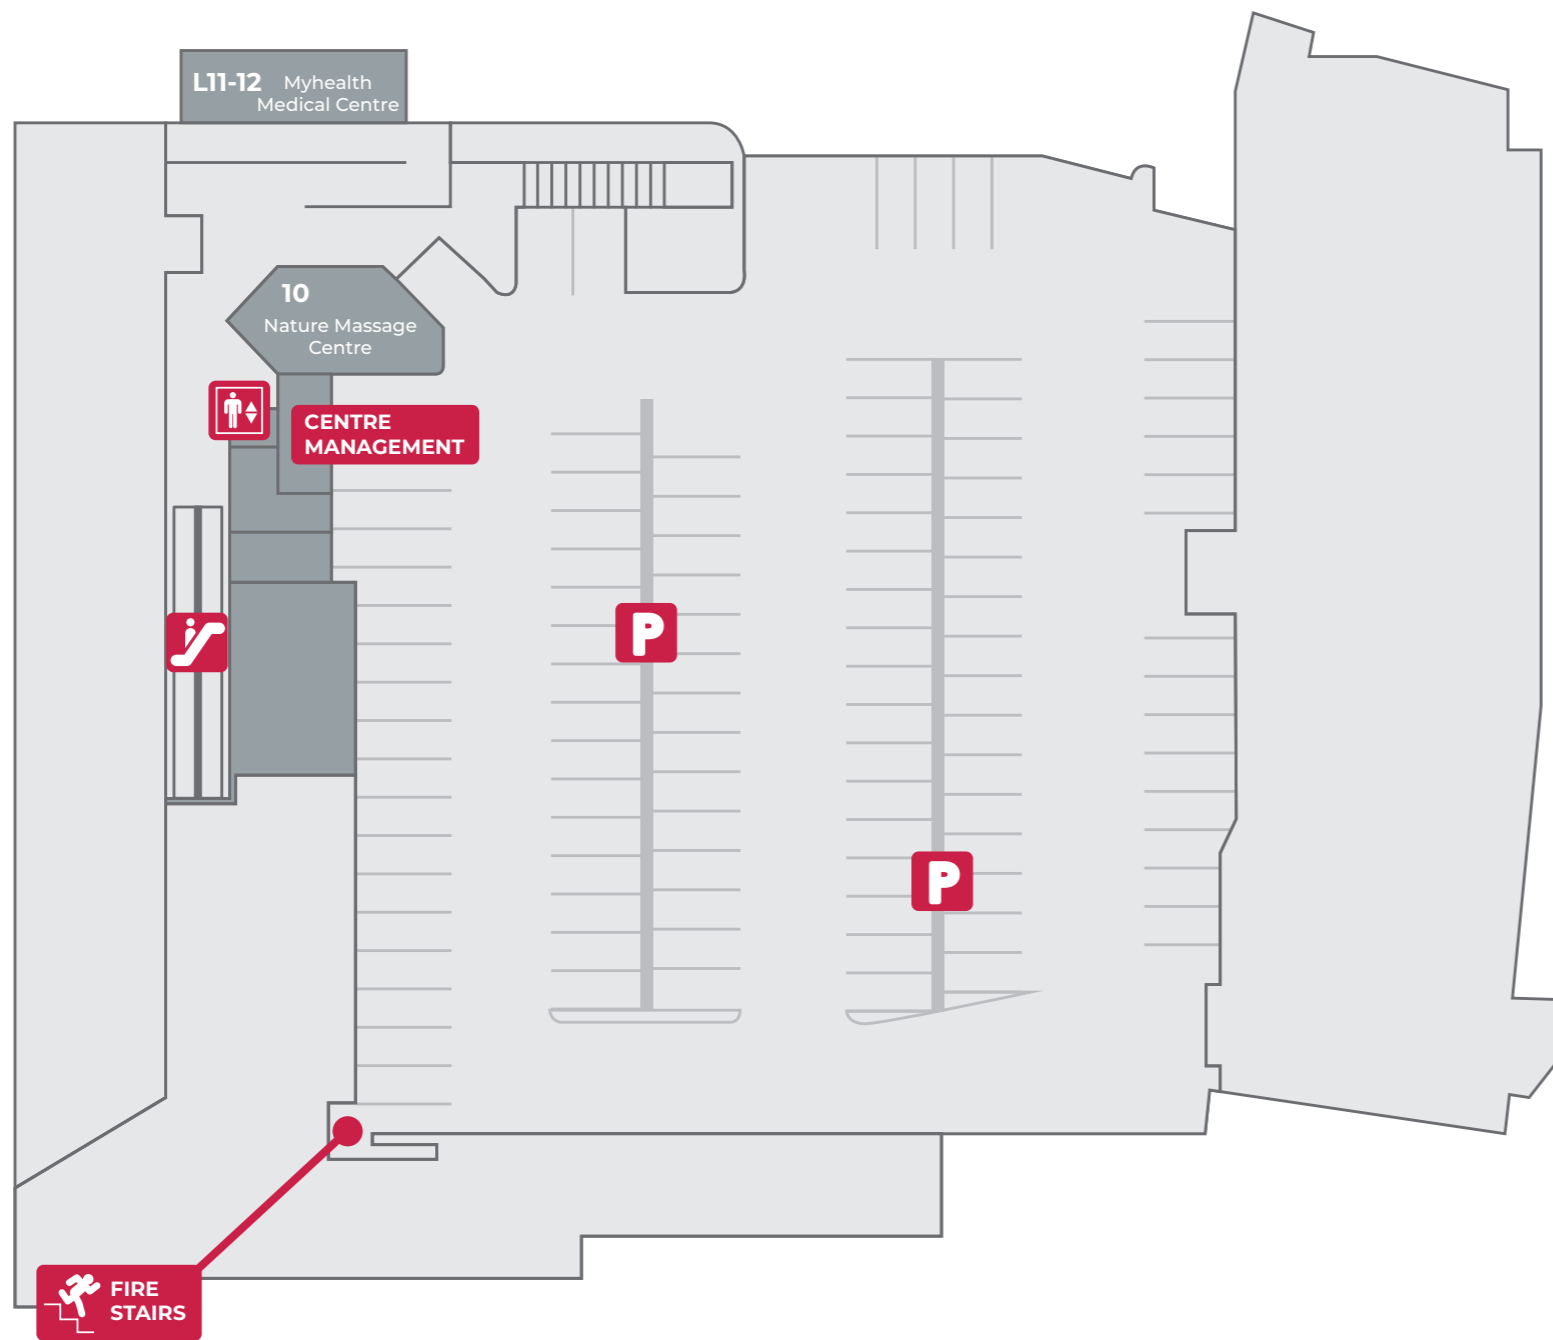 L11-12 Myhealth
Medical Centre
10
Nature Massage
Centre
CENTRE
MANAGEMENT
P
P
FIRE
STAIRS